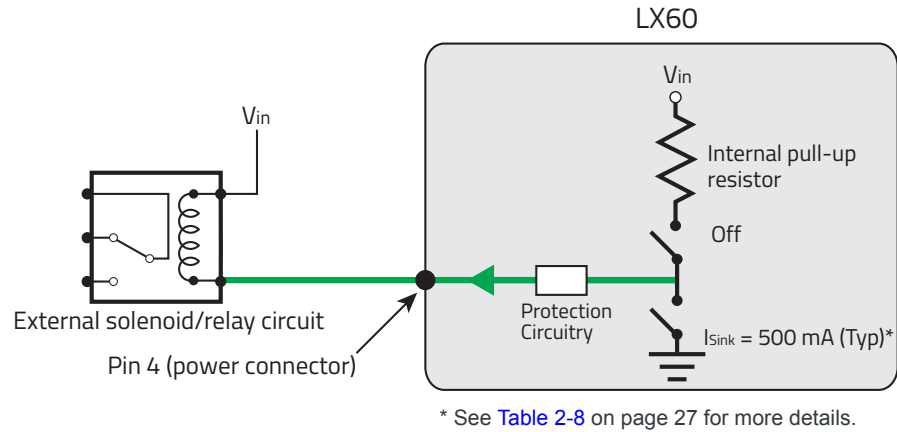 LX60
Vin
Vin
Internal pull-up
resistor
Off
External solenoid/relay circuit
Protection
Circuitry
ISink = 500 mA (Typ)*
Pin 4 (power connector)
* See Table 2-8 on page 27 for more details.